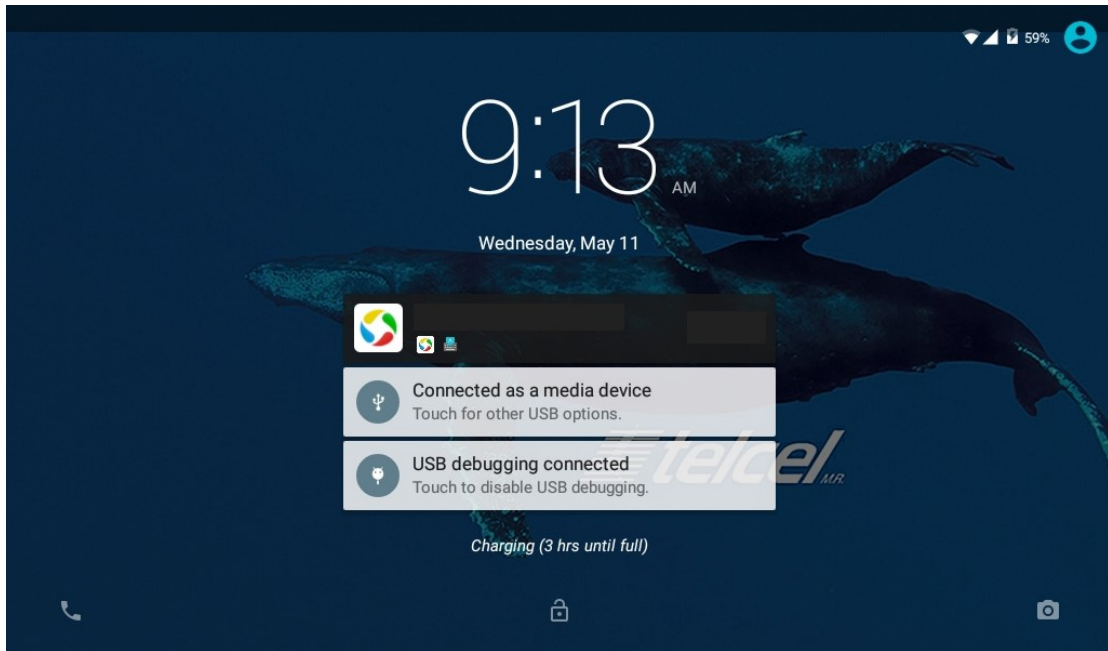 59%
9:13 AM
Wednesday, May 11
Connected as a media device
Touch for other USB options.
USB debugging connected
Touch to disable USB debugging.
telcel M.R.
Charging (3 hrs until full)